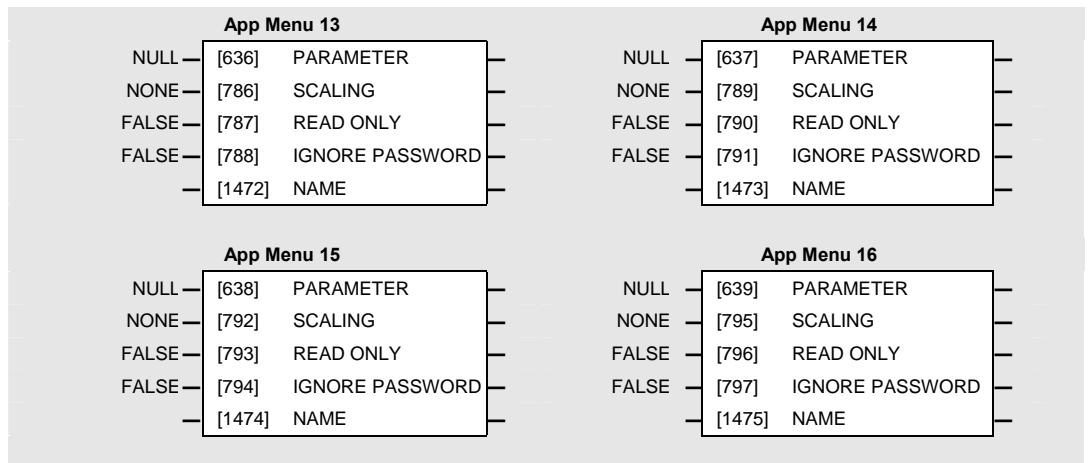 App Menu 13
NULL [636] PARAMETER
NONE [786] SCALING
FALSE [787] READ ONLY
FALSE [788] IGNORE PASSWORD
[1472] NAME
App Menu 14
NULL [637] PARAMETER
NONE [789] SCALING
FALSE [790] READ ONLY
FALSE [791] IGNORE PASSWORD
[1473] NAME
App Menu 15
NULL [638] PARAMETER
NONE [792] SCALING
FALSE [793] READ ONLY
FALSE [794] IGNORE PASSWORD
[1474] NAME
App Menu 16
NULL [639] PARAMETER
NONE [795] SCALING
FALSE [796] READ ONLY
FALSE [797] IGNORE PASSWORD
[1475] NAME